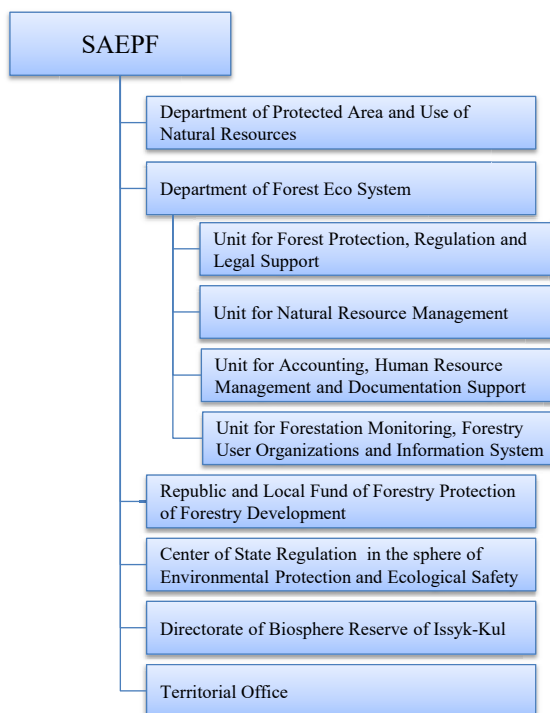 SAEPF
Department of Protected Area and Use of
Natural Resources
Department of Forest Eco System
Unit for Forest Protection, Regulation and
Legal Support
Unit for Natural Resource Management
Unit for Accounting, Human Resource
Management and Documentation Support
Unit for Forestation Monitoring, Forestry
User Organizations and Information System
Republic and Local Fund of Forestry Protection
of Forestry Development
Center of State Regulation in the sphere of
Environmental Protection and Ecological Safety
Directorate of Biosphere Reserve of Issyk-Kul
Territorial Office